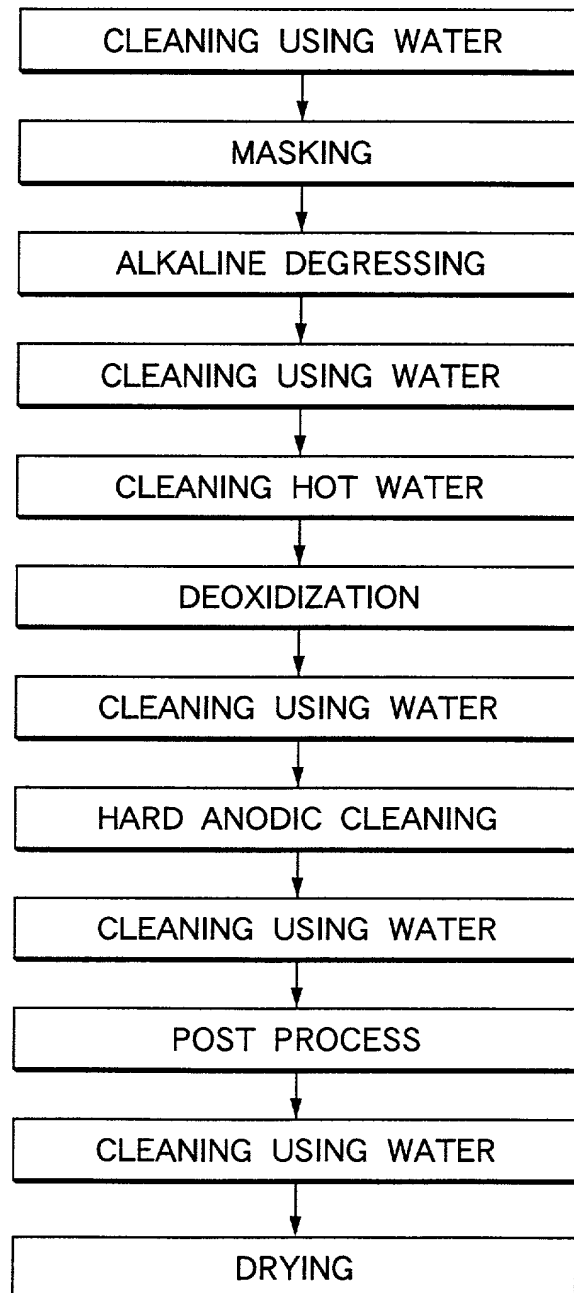 CLEANING USING WATER
MASKING
ALKALINE DEGRESSING
CLEANING USING WATER
CLEANING HOT WATER
DEOXIDIZATION
CLEANING USING WATER
HARD ANODIC CLEANING
CLEANING USING WATER
POST PROCESS
CLEANING USING WATER
DRYING